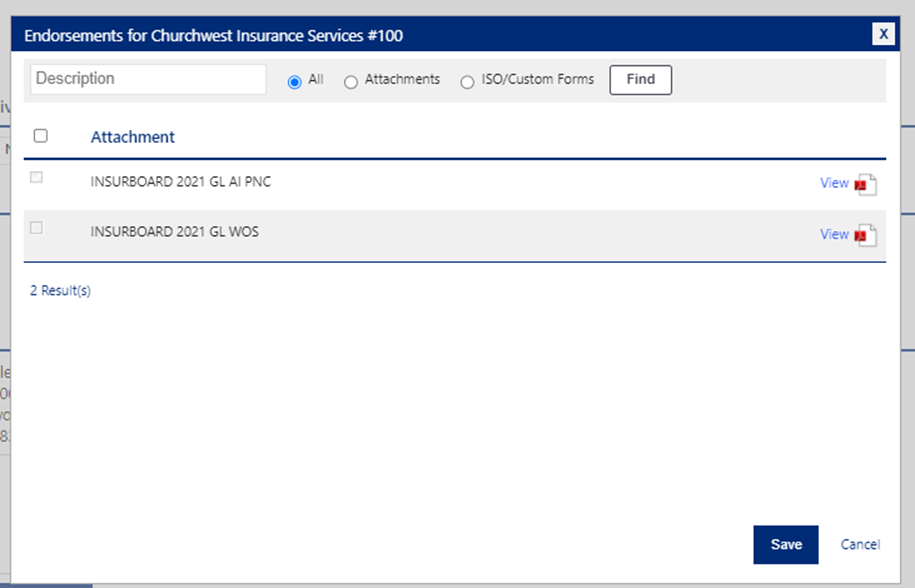 Endorsements for Churchwest Insurance Services #100
X
Description
All
Attachments
ISO/Custom Forms
Find
Attachment
INSURBOARD 2021 GL AI PNC
View
INSURBOARD 2021 GL WOS
View
2 Result(s)
Save
Cancel